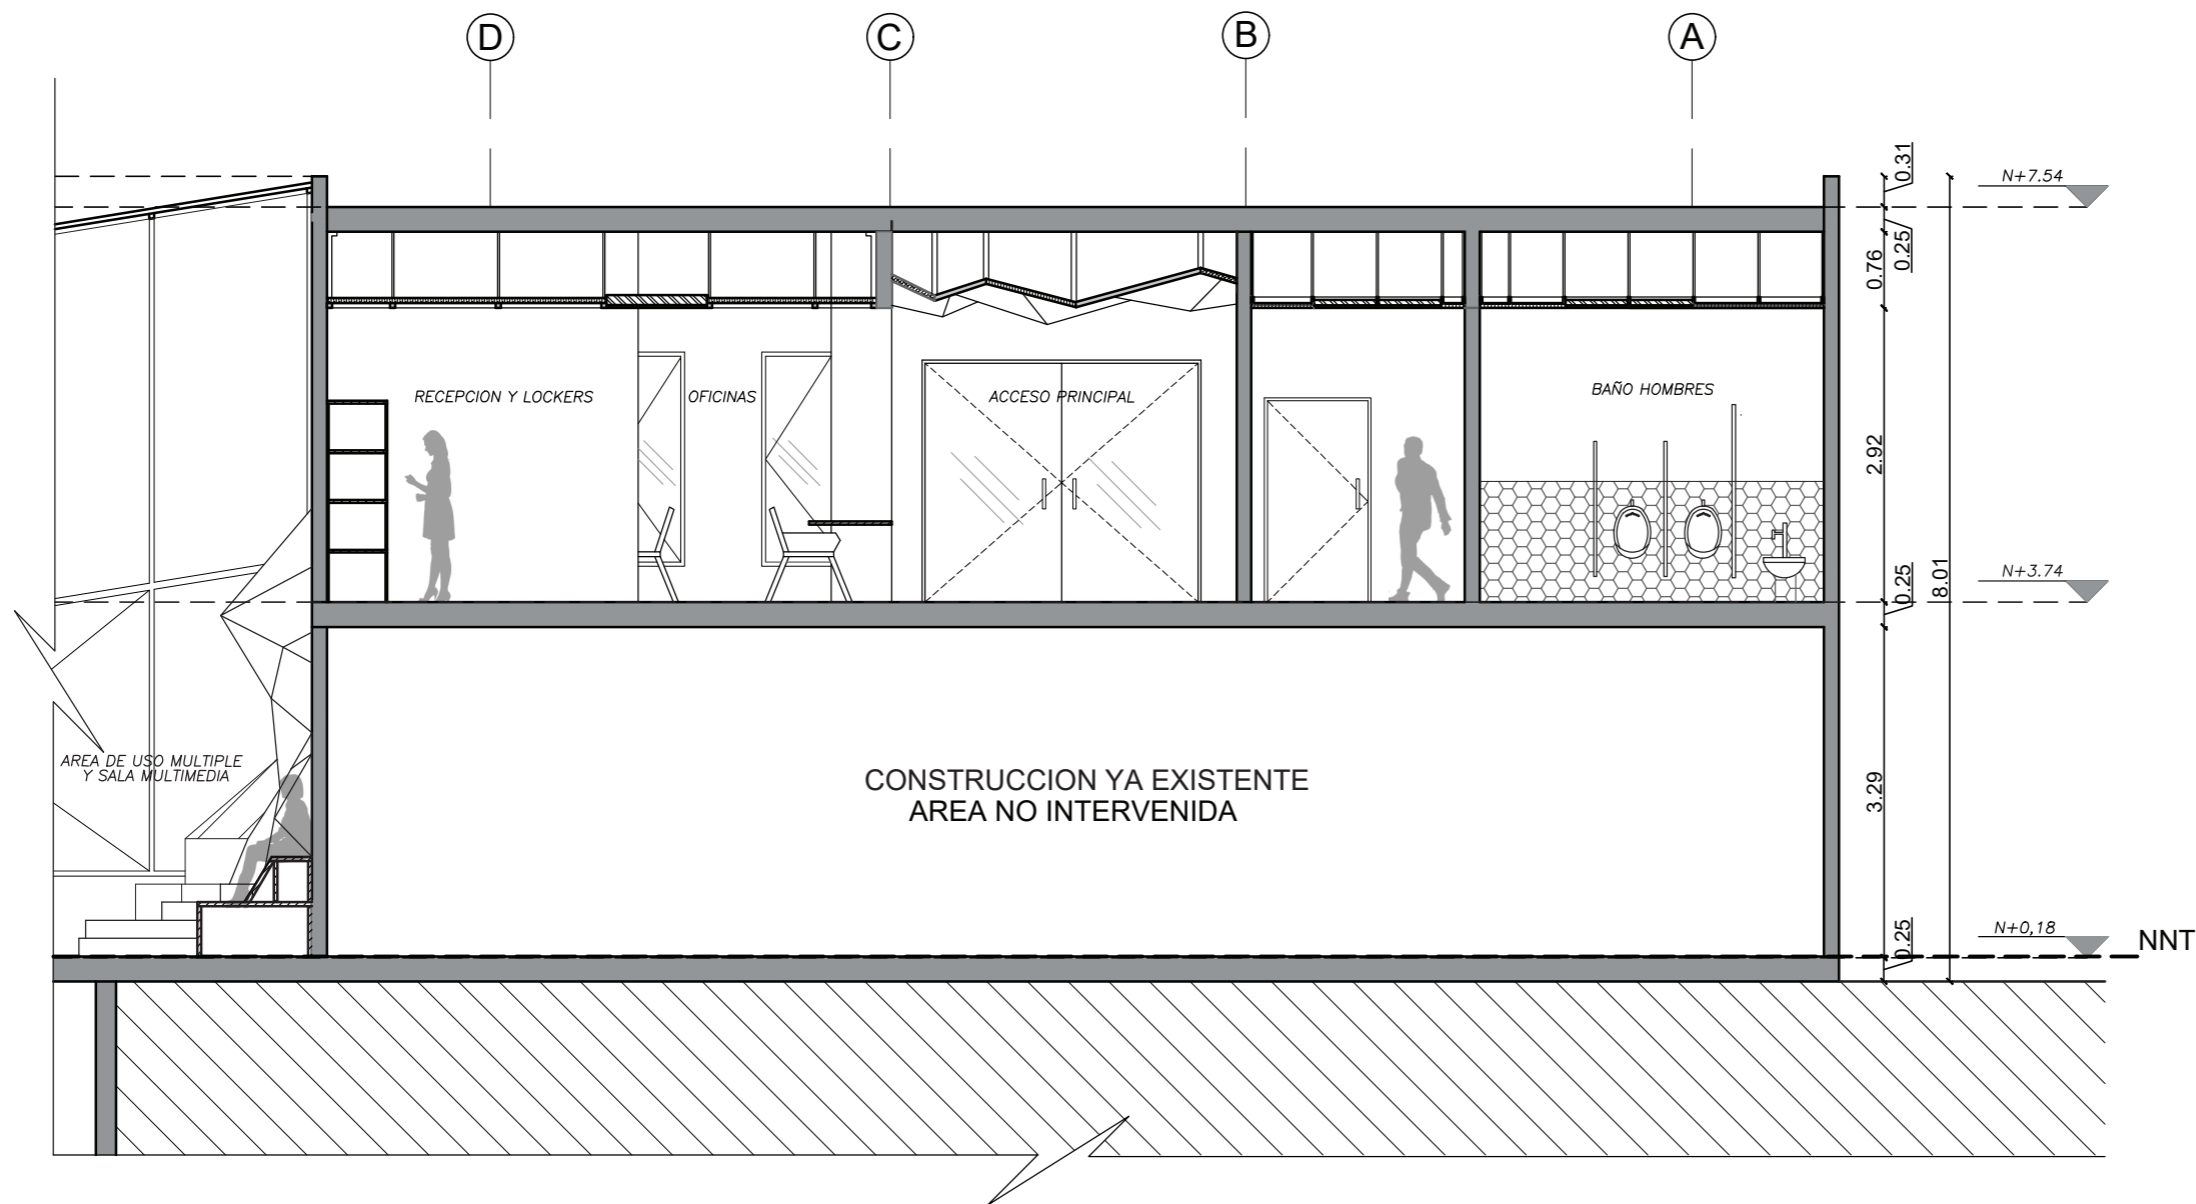 D
C
B
A
0.31
N+7.54
0.25
0.76
RECEPCION Y LOCKERS
OFICINAS
ACCESO PRINCIPAL
BAÑO HOMBRES
2.92
N+3.74
0.25
8.01
AREA DE USO MULTIPLE
Y SALA MULTIMEDIA
CONSTRUCCION YA EXISTENTE
AREA NO INTERVENIDA
3.29
N+0,18
NNT
0.25